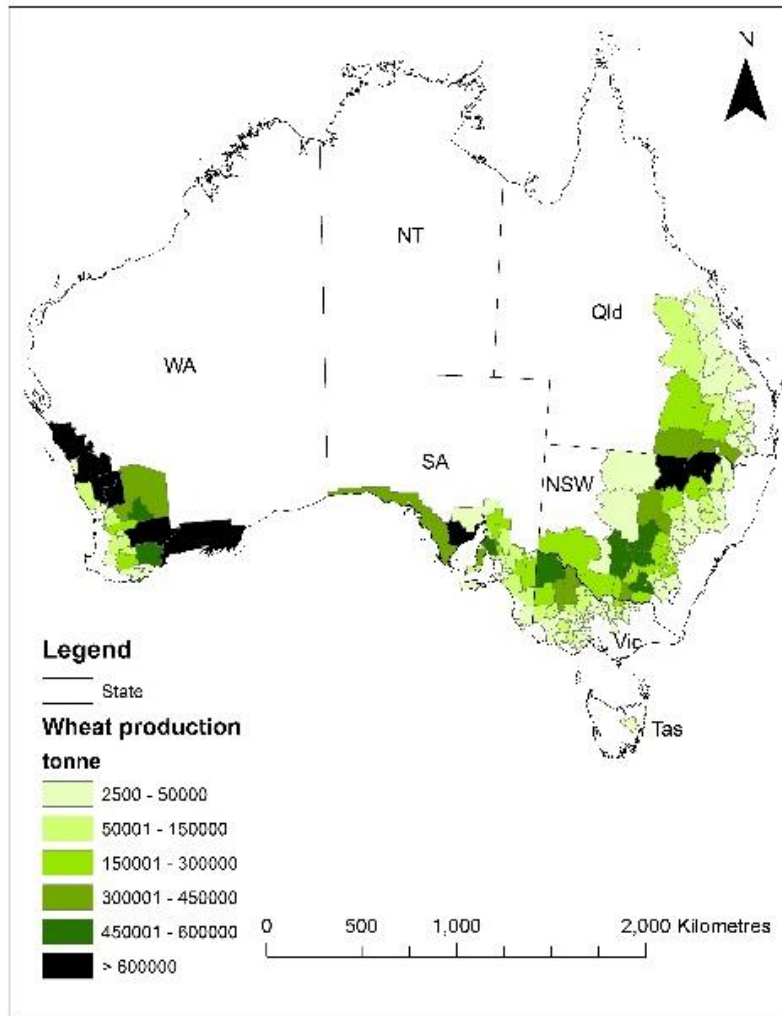 N
NT
Qld
WA
SA
NSW
Vic
Tas
Legend
State
Wheat production
tonne
2500 - 50000
50001 - 150000
150001 - 300000
300001 - 450000
450001 - 600000
> 600000
0 500 1,000 2,000 Kilometres